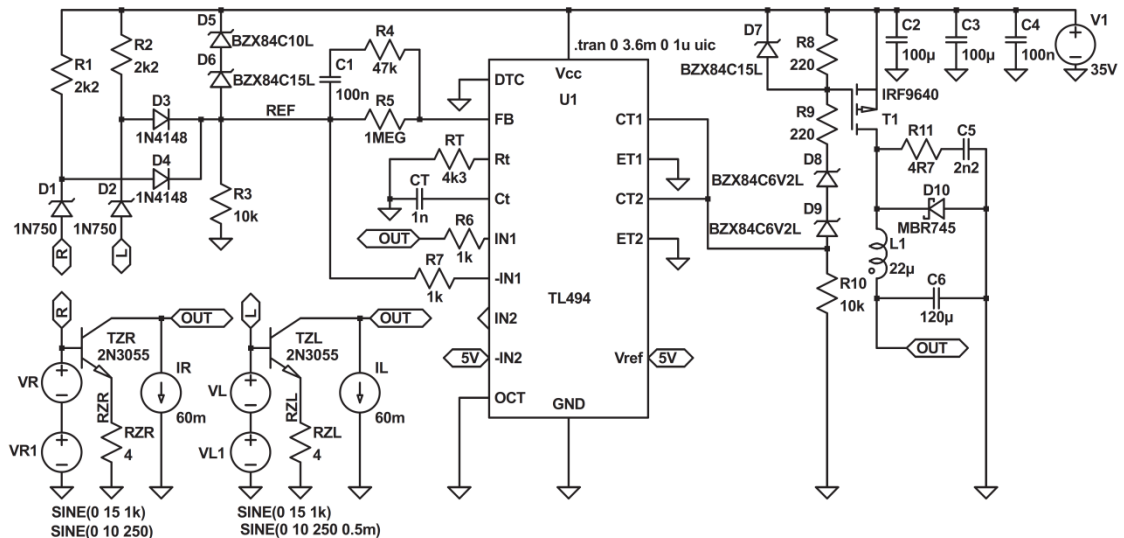 D5
BZX84C10L
D6
BZX84C15L
R1
2k2
R2
2k2
D3
1N4148
D4
1N4148
D1
1N750
D2
1N750
R
L
REF
R3
10k
R4
47k
C1
100n
R5
1MEG
RT
4k3
CT
1n
OUT
R6
1k
R7
1k
.tran 0 3.6m 0 1u uic
Vcc
U1
DTC
FB
Rt
Ct
IN1
-IN1
IN2
-IN2
OCT
CT1
ET1
CT2
ET2
TL494
Vref
GND
5V
5V
D7
BZX84C15L
R8
220
R9
220
D8
BZX84C6V2L
D9
BZX84C6V2L
R10
10k
C2
100µ
C3
100µ
C4
100n
V1
35V
IRF9640
T1
R11
4R7
C5
2n2
D10
MBR745
L1
22µ
C6
120µ
OUT
R
OUT
TZR
2N3055
VR
VR1
RZR
RZR
4
IR
60m
SINE(0 15 1k)
SINE(0 10 250)
L
OUT
TZL
2N3055
VL
VL1
RZL
RZL
4
IL
60m
SINE(0 15 1k)
SINE(0 10 250 0.5m)